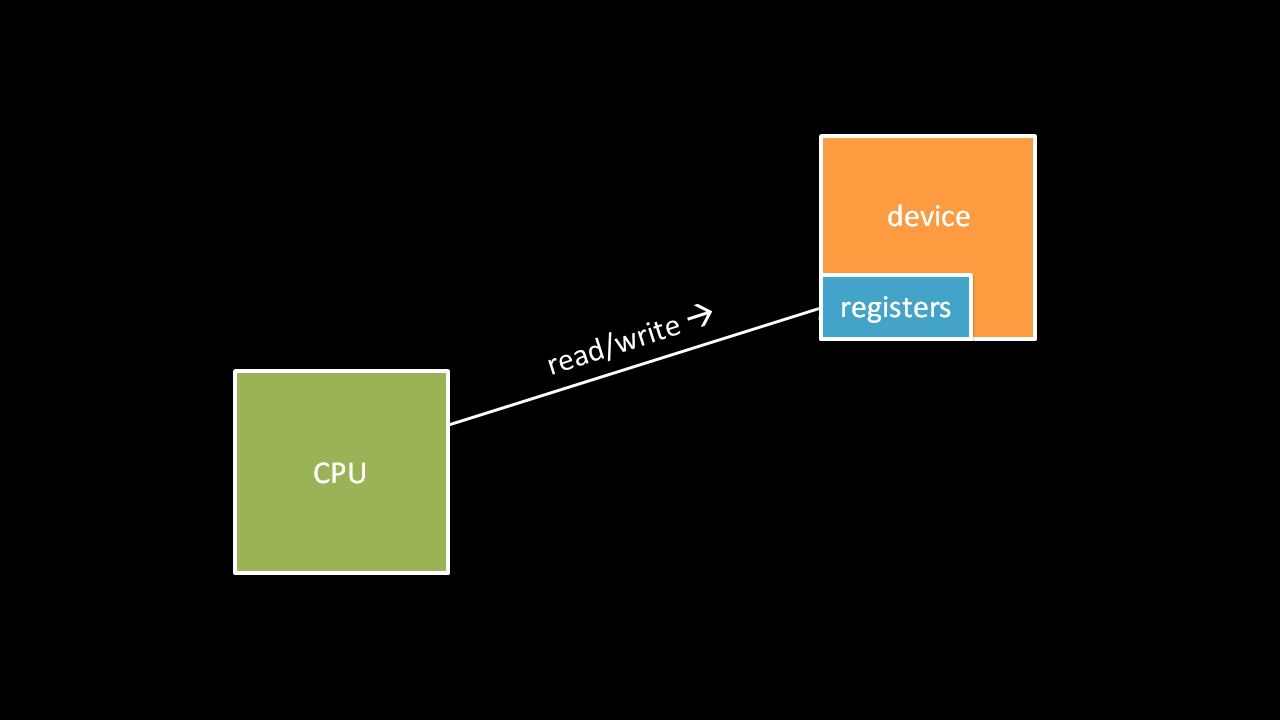 device
registers
read/write →
CPU